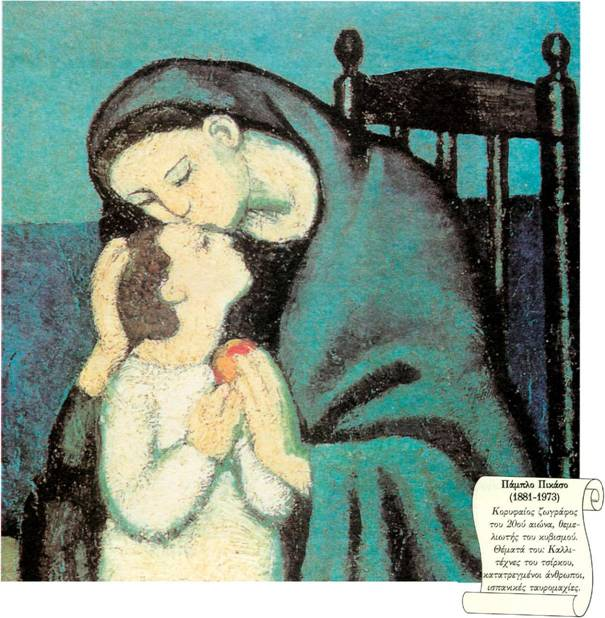 Πάμπλο Πικάσο
(1881-1973)
Κορυφαίος ζωγράφος
του 20ού αιώνα, θεμε-
λιωτής του κυβισμού.
Θέματά του: Καλλι-
τέχνες του τσίρκου,
κατατρεγμένοι άνθρωποι,
ισπανικές ταυρομαχίες.